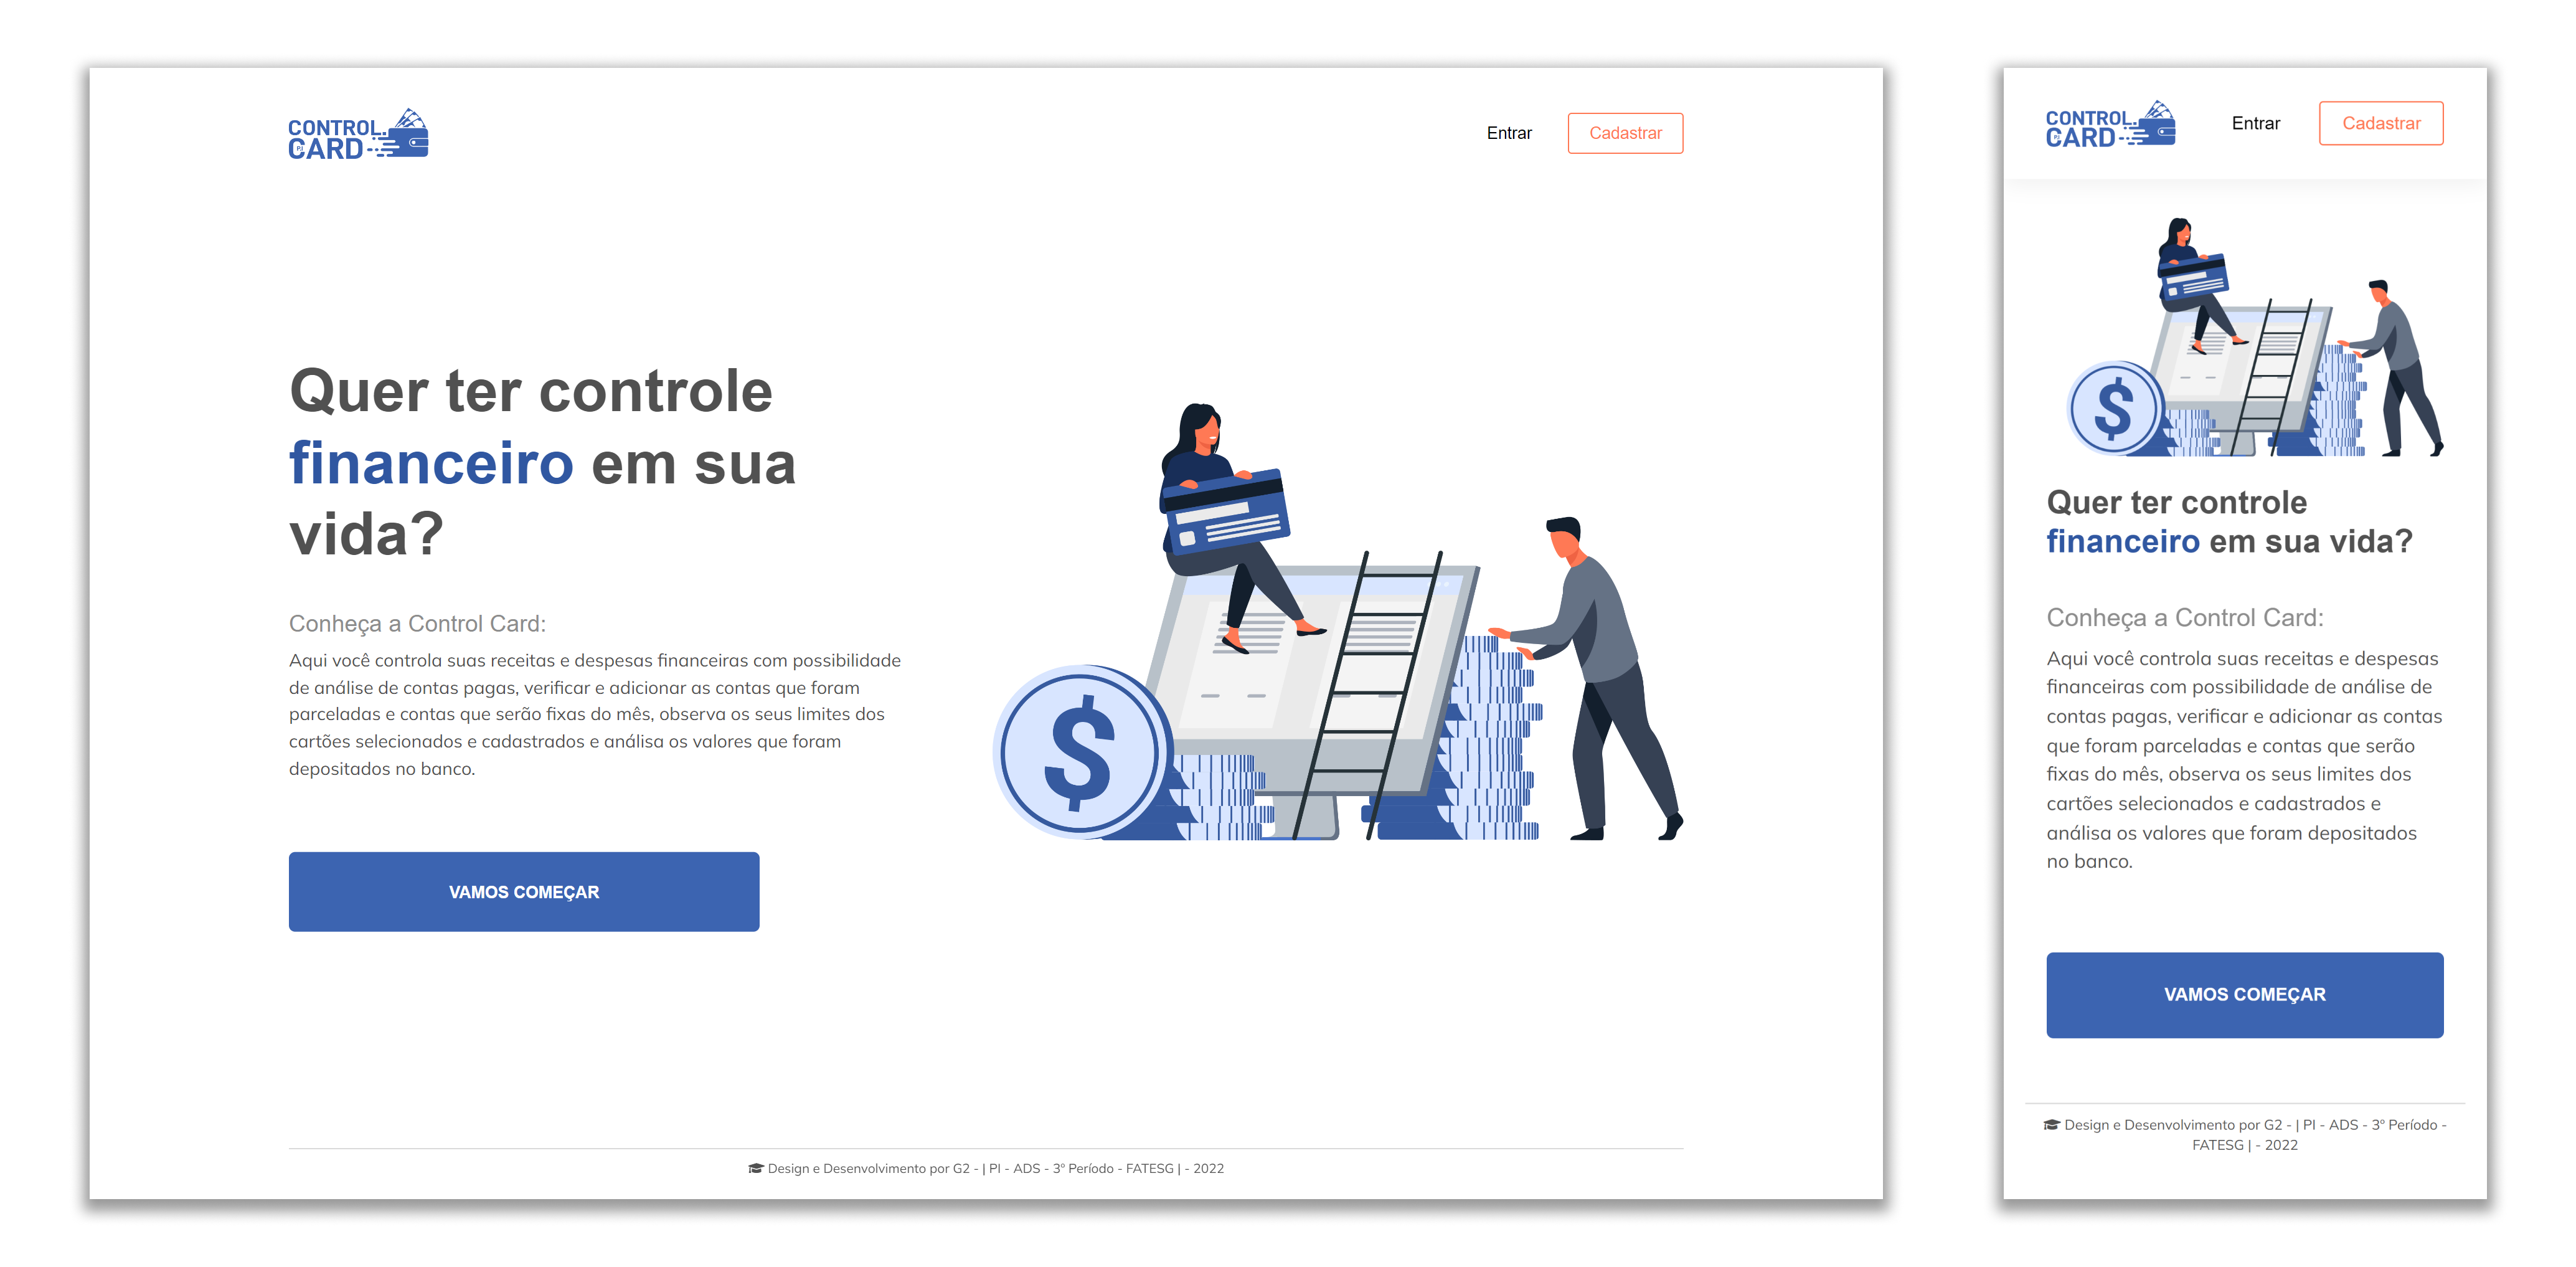 CONTROL.
CARD
P.I
Entrar
Cadastrar
Quer ter controle
financeiro em sua
vida?
Conheça a Control Card:
Aqui você controla suas receitas e despesas financeiras com possibilidade
de análise de contas pagas, verificar e adicionar as contas que foram
parceladas e contas que serão fixas do mês, observa os seus limites dos
cartões selecionados e cadastrados e análisa os valores que foram
depositados no banco.
VAMOS COMEÇAR
$
Design e Desenvolvimento por G2 - | PI - ADS - 3º Período - FATESG | - 2022
CONTROL.
CARD
P.I
Entrar
Cadastrar
$
Quer ter controle
financeiro em sua vida?
Conheça a Control Card:
Aqui você controla suas receitas e despesas
financeiras com possibilidade de análise de
contas pagas, verificar e adicionar as contas
que foram parceladas e contas que serão
fixas do mês, observa os seus limites dos
cartões selecionados e cadastrados e
análisa os valores que foram depositados
no banco.
VAMOS COMEÇAR
Design e Desenvolvimento por G2 - | PI - ADS - 3º Período -
FATESG | - 2022